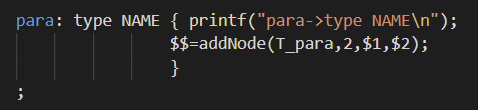 para: type NAME { printf("para->type NAME\n");
$$=addNode(T_para,2,$1,$2);
}
;